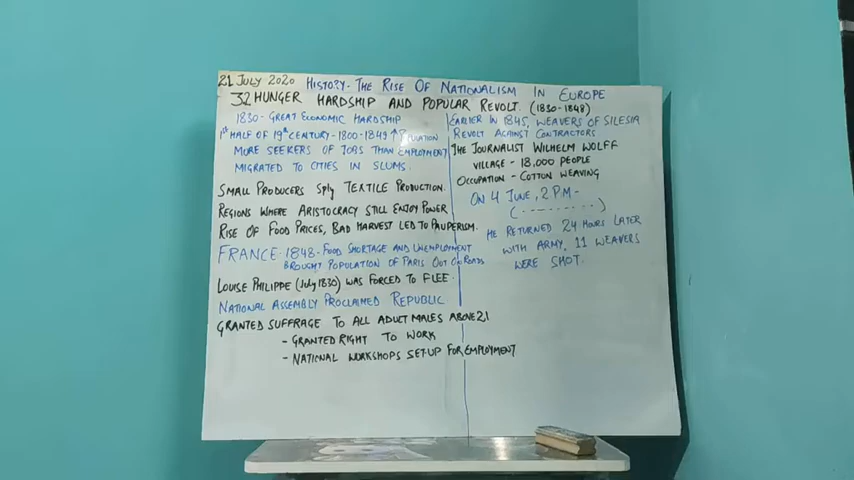 21 JULY 2020 HISTORY- THE RISE OF NATIONALISM IN EUROPE
32 HUNGER HARDSHIP AND POPULAR REVOLT. (1830-1848)
1830- GREAT ECONOMIC HARDSHIP
1st HALF OF 19th CENTURY - 1800-1849 ↑ POPULATION
MORE SEEKERS OF JOBS THAN EMPLOYMENT
MIGRATED TO CITIES IN SLUMS.
SMALL PRODUCERS Sply TEXTILE PRODUCTION.
REGIONS WHERE ARISTOCRACY STILL ENJOY POWER
RISE OF FOOD PRICES, BAD HARVEST LED TO PAUPERISM.
FRANCE 1848- FOOD SHORTAGE AND UNEMPLOYMENT
BROUGHT POPULATION OF PARIS OUT ON ROADS
LOUISE PHILIPPE (July 1830) WAS FORCED TO FLEE.
NATIONAL ASSEMBLY PROCLAIMED REPUBLIC
GRANTED SUFFRAGE TO ALL ADULT MALES ABOVE 21
- GRANTED RIGHT TO WORK
- NATIONAL WORKSHOPS SET-UP FOR EMPLOYMENT
EARLIER IN 1845, WEAVERS OF SILESIA
REVOLT AGAINST CONTRACTORS
THE JOURNALIST WILHELM WOLFF
VILLAGE - 18,000 PEOPLE
OCCUPATION - COTTON WEAVING
ON 4 JUNE, 2 P.M-
(- - - - - - - - -)
HE RETURNED 24 HOURS LATER
WITH ARMY. 11 WEAVERS
WERE SHOT.